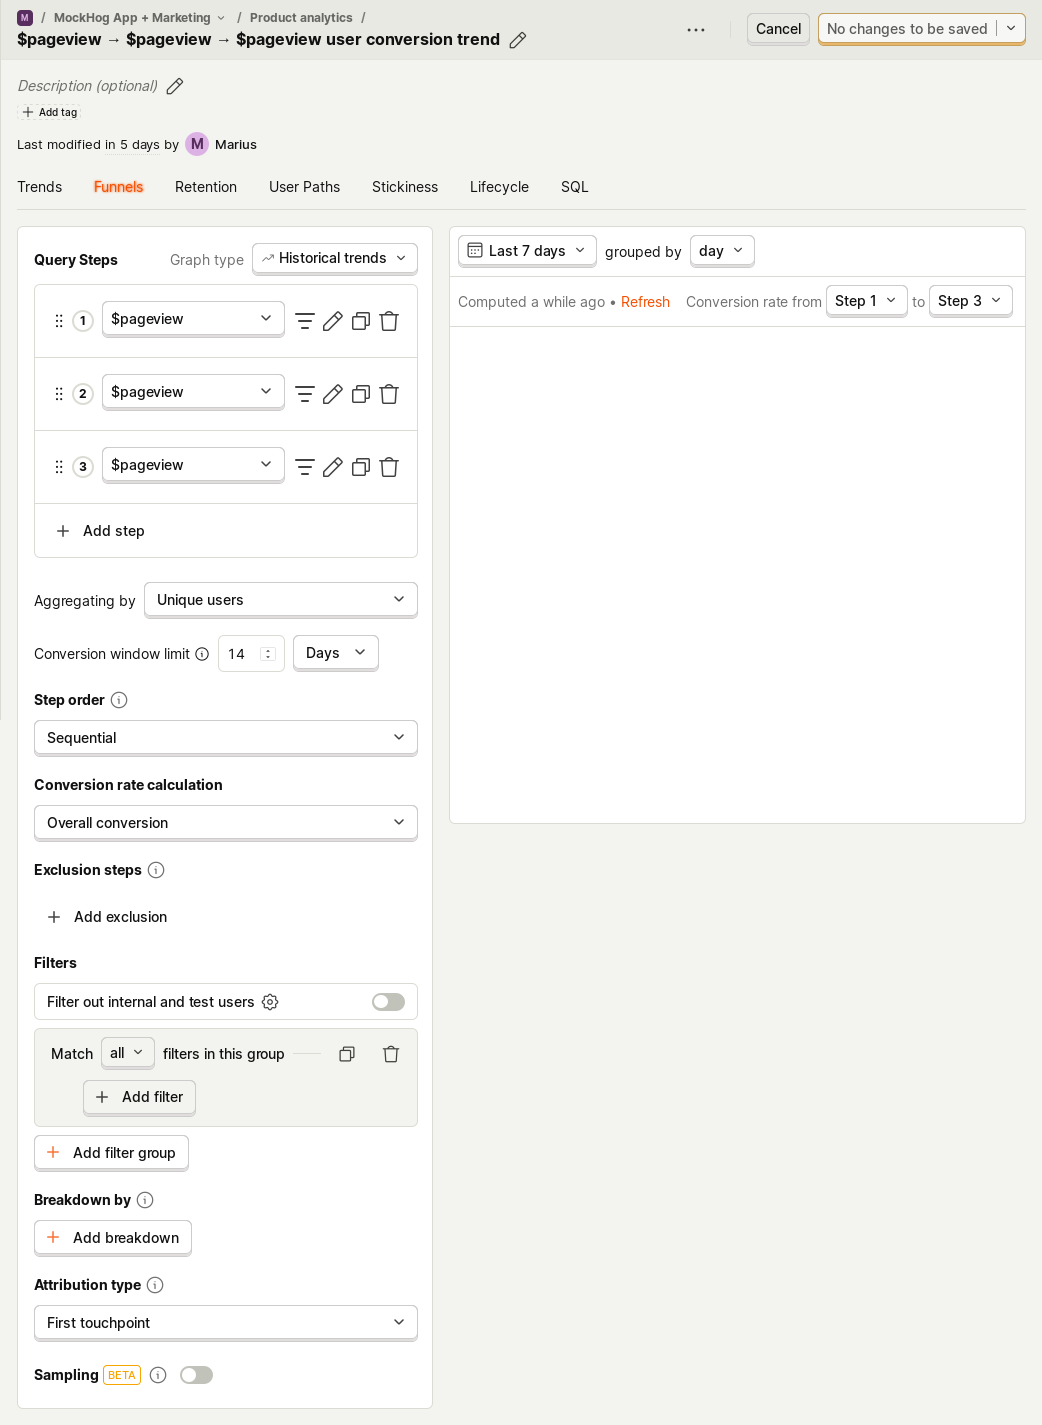 M / MockHog App + Marketing / Product analytics /
$pageview → $pageview → $pageview user conversion trend
Cancel
No changes to be saved
Description (optional)
Add tag
Last modified in 5 days by M Marius
Trends Funnels Retention User Paths Stickiness Lifecycle SQL
Query Steps Graph type Historical trends
1 $pageview
2 $pageview
3 $pageview
Add step
Aggregating by Unique users
Conversion window limit 14 Days
Step order
Sequential
Conversion rate calculation
Overall conversion
Exclusion steps
Add exclusion
Filters
Filter out internal and test users
Match all filters in this group
Add filter
Add filter group
Breakdown by
Add breakdown
Attribution type
First touchpoint
Sampling BETA
Last 7 days grouped by day
Computed a while ago • Refresh Conversion rate from Step 1 to Step 3